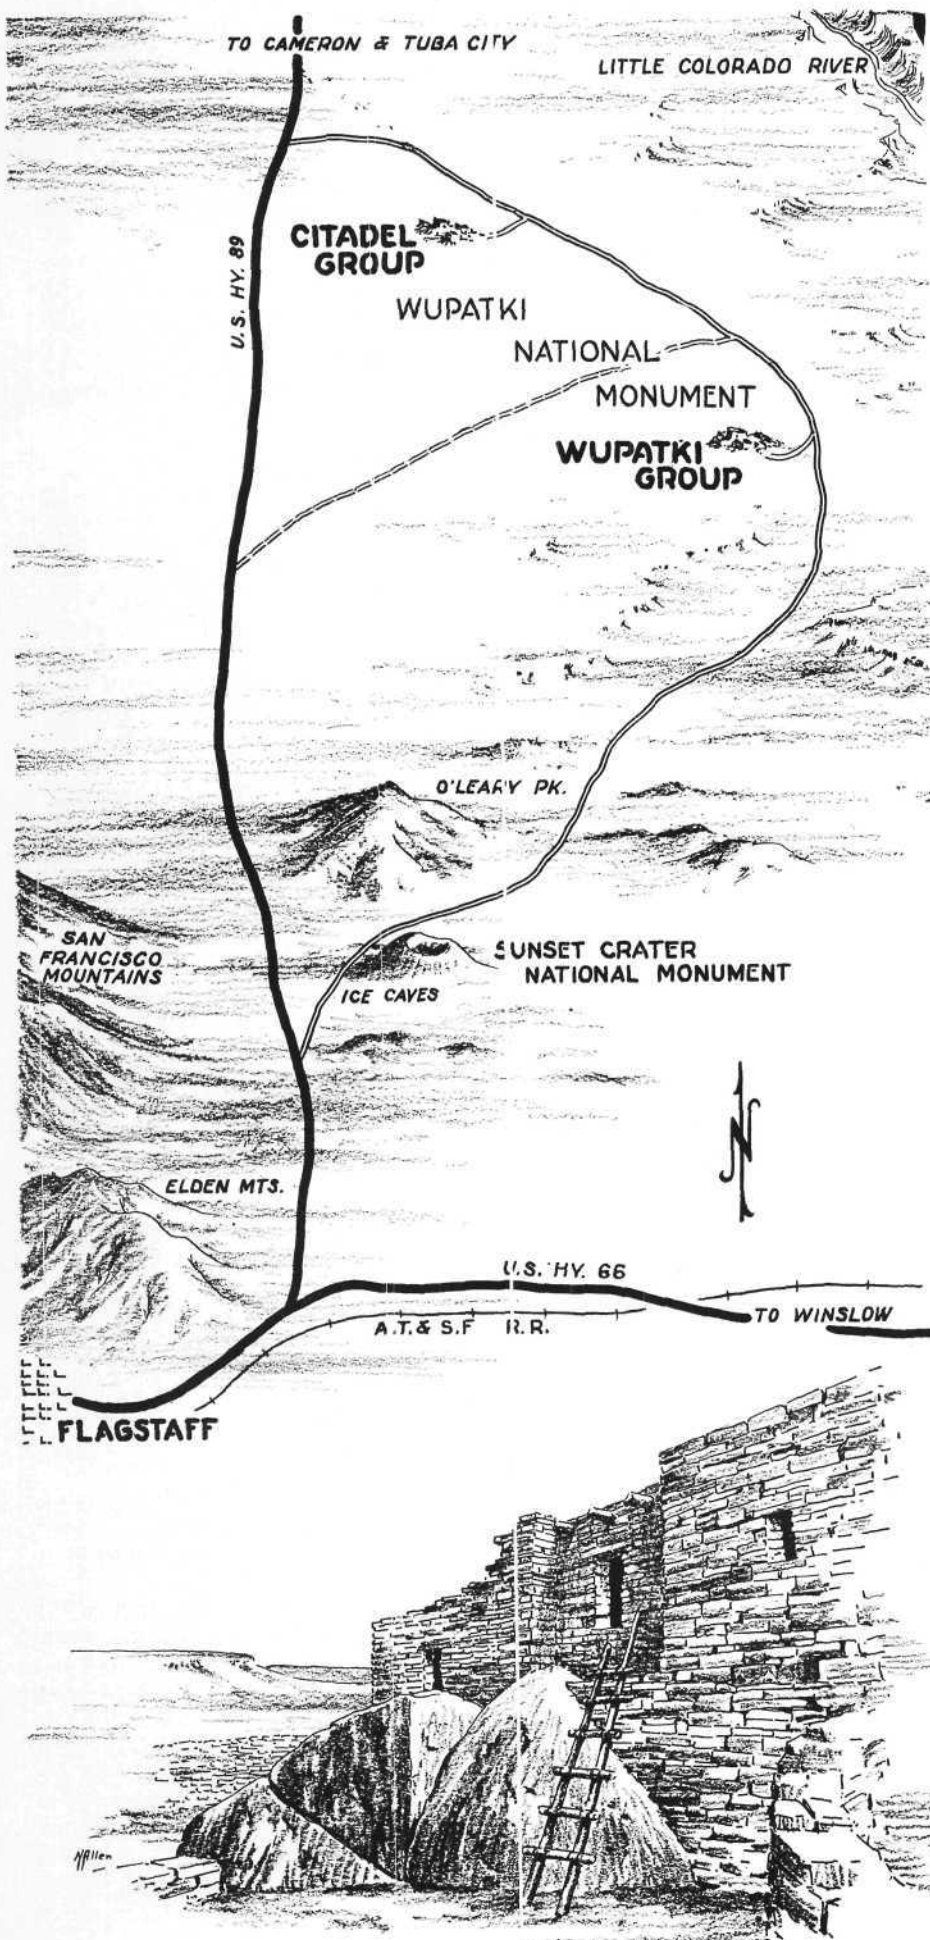 TO CAMERON & TUBA CITY
LITTLE COLORADO RIVER
U.S. HY. 89
CITADEL
GROUP
WUPATKI
NATIONAL
MONUMENT
WUPATKI
GROUP
O'LEARY PK.
SAN
FRANCISCO
MOUNTAINS
SUNSET CRATER
NATIONAL MONUMENT
ICE CAVES
N
ELDEN MTS.
U.S. HY. 66
TO WINSLOW
A.T. & S.F R.R.
FLAGSTAFF
NAllen